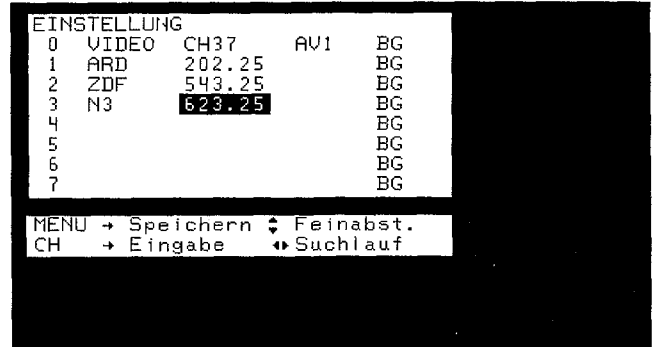 EINSTELLUNG
0 VIDEO CH37 AV1 BG
1 ARD 202.25 BG
2 ZDF 543.25 BG
3 N3 623.25 BG
4 BG
5 BG
6 BG
7 BG
MENU → Speichern ▲▼ Feinabst.
CH → Eingabe ◀▶ Suchlauf